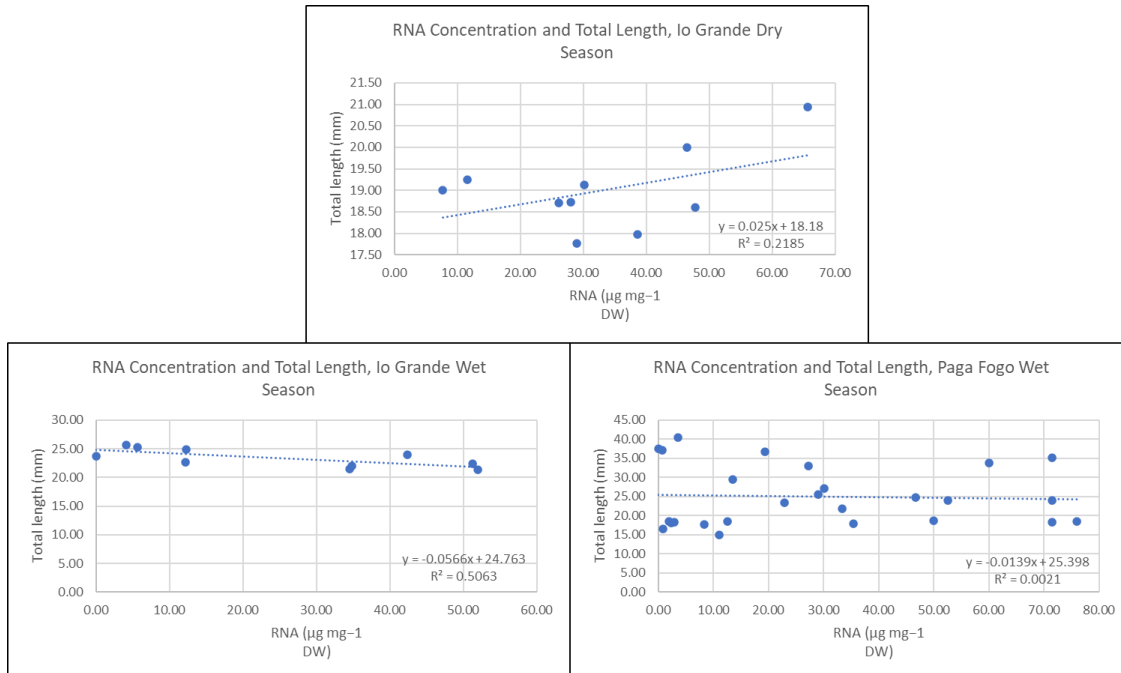 RNA Concentration and Total Length, Io Grande Dry
Season
21.50
21.00
20.50
20.00
19.50
19.00
18.50
18.00
17.50
Total length (mm)
y = 0.025x + 18.18
R² = 0.2185
0.00 10.00 20.00 30.00 40.00 50.00 60.00 70.00
RNA (µg mg−1
DW)
RNA Concentration and Total Length, Io Grande Wet
Season
30.00
25.00
20.00
15.00
10.00
5.00
0.00
Total length (mm)
y = -0.0566x + 24.763
R² = 0.5063
0.00 10.00 20.00 30.00 40.00 50.00 60.00
RNA (µg mg−1
DW)
RNA Concentration and Total Length, Paga Fogo Wet
Season
45.00
40.00
35.00
30.00
25.00
20.00
15.00
10.00
5.00
0.00
Total length (mm)
y = -0.0139x + 25.398
R² = 0.0021
0.00 10.00 20.00 30.00 40.00 50.00 60.00 70.00 80.00
RNA (µg mg−1
DW)